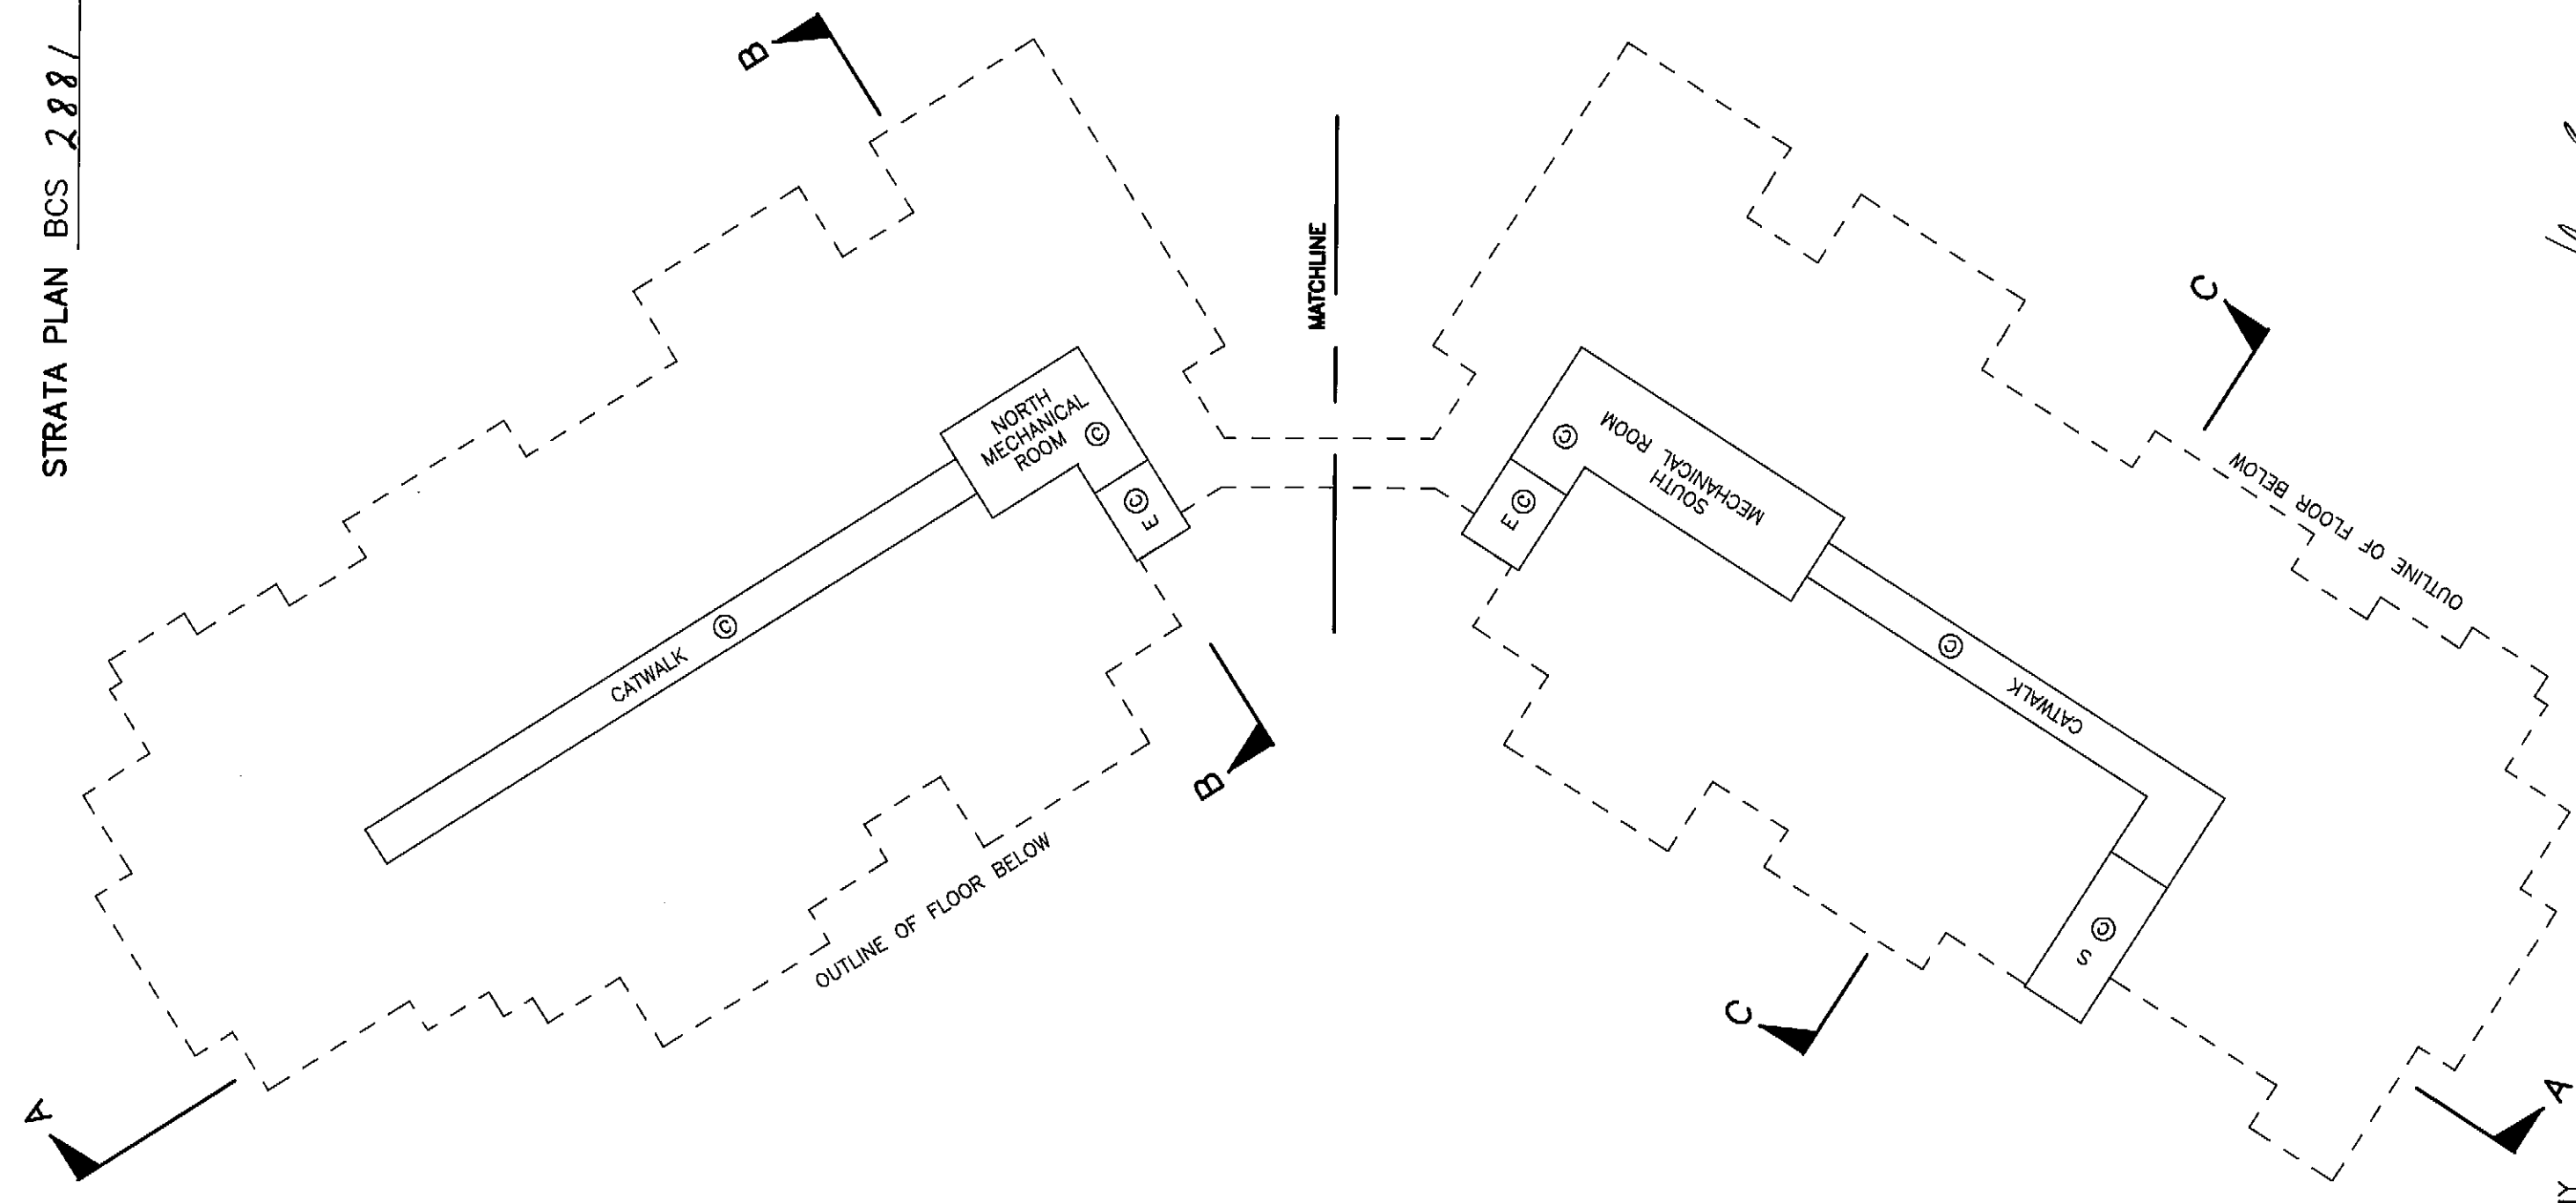 STRATA PLAN BCS 2881
B
MATCHLINE
C
NORTH
MECHANICAL
ROOM ©
E ©
©
SOUTH
MECHANICAL ROOM
E ©
CATWALK ©
© CATWALK
OUTLINE OF FLOOR BELOW
B
OUTLINE OF FLOOR BELOW
© S
C
A
A